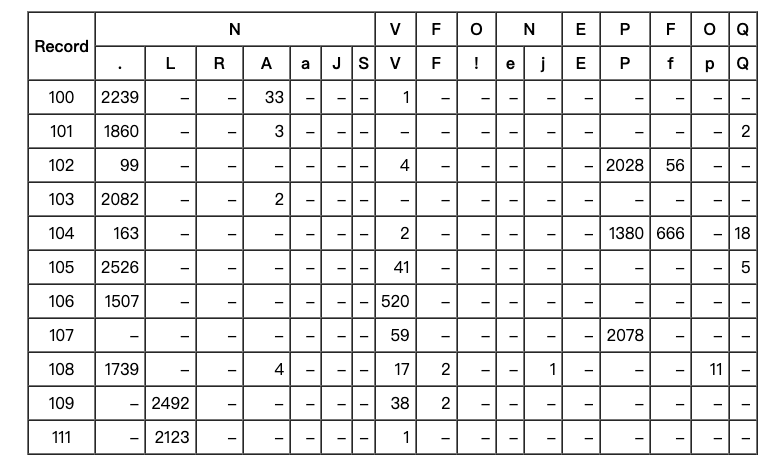 Record N V F O N E P F O Q
. L R A a J S V F ! e j E P f p Q
100 2239 – – 33 – – – 1 – – – – – – – – –
101 1860 – – 3 – – – – – – – – – – – – 2
102 99 – – – – – – 4 – – – – – 2028 56 – –
103 2082 – – 2 – – – – – – – – – – – – –
104 163 – – – – – – 2 – – – – – 1380 666 – 18
105 2526 – – – – – – 41 – – – – – – – – 5
106 1507 – – – – – – 520 – – – – – – – – –
107 – – – – – – – 59 – – – – – 2078 – – –
108 1739 – – 4 – – – 17 2 – – 1 – – – 11 –
109 – 2492 – – – – – 38 2 – – – – – – – –
111 – 2123 – – – – – 1 – – – – – – – – –